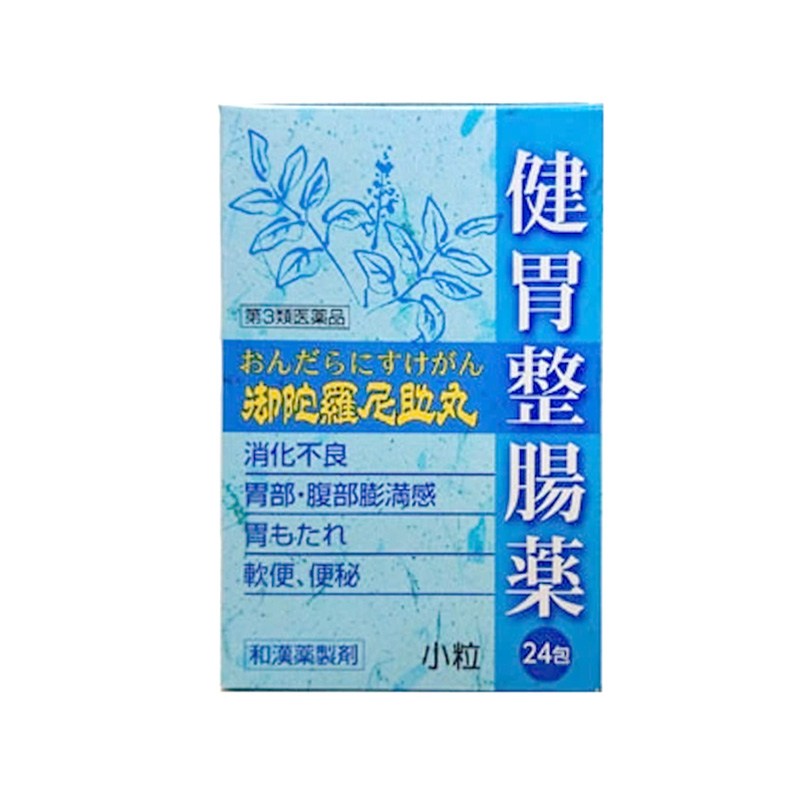 健胃整腸薬
24包
第3類医薬品
おんだらにすけがん
御陀羅尼助丸
消化不良
胃部・腹部膨満感
胃もたれ
軟便、便秘
和漢薬製剤
小粒